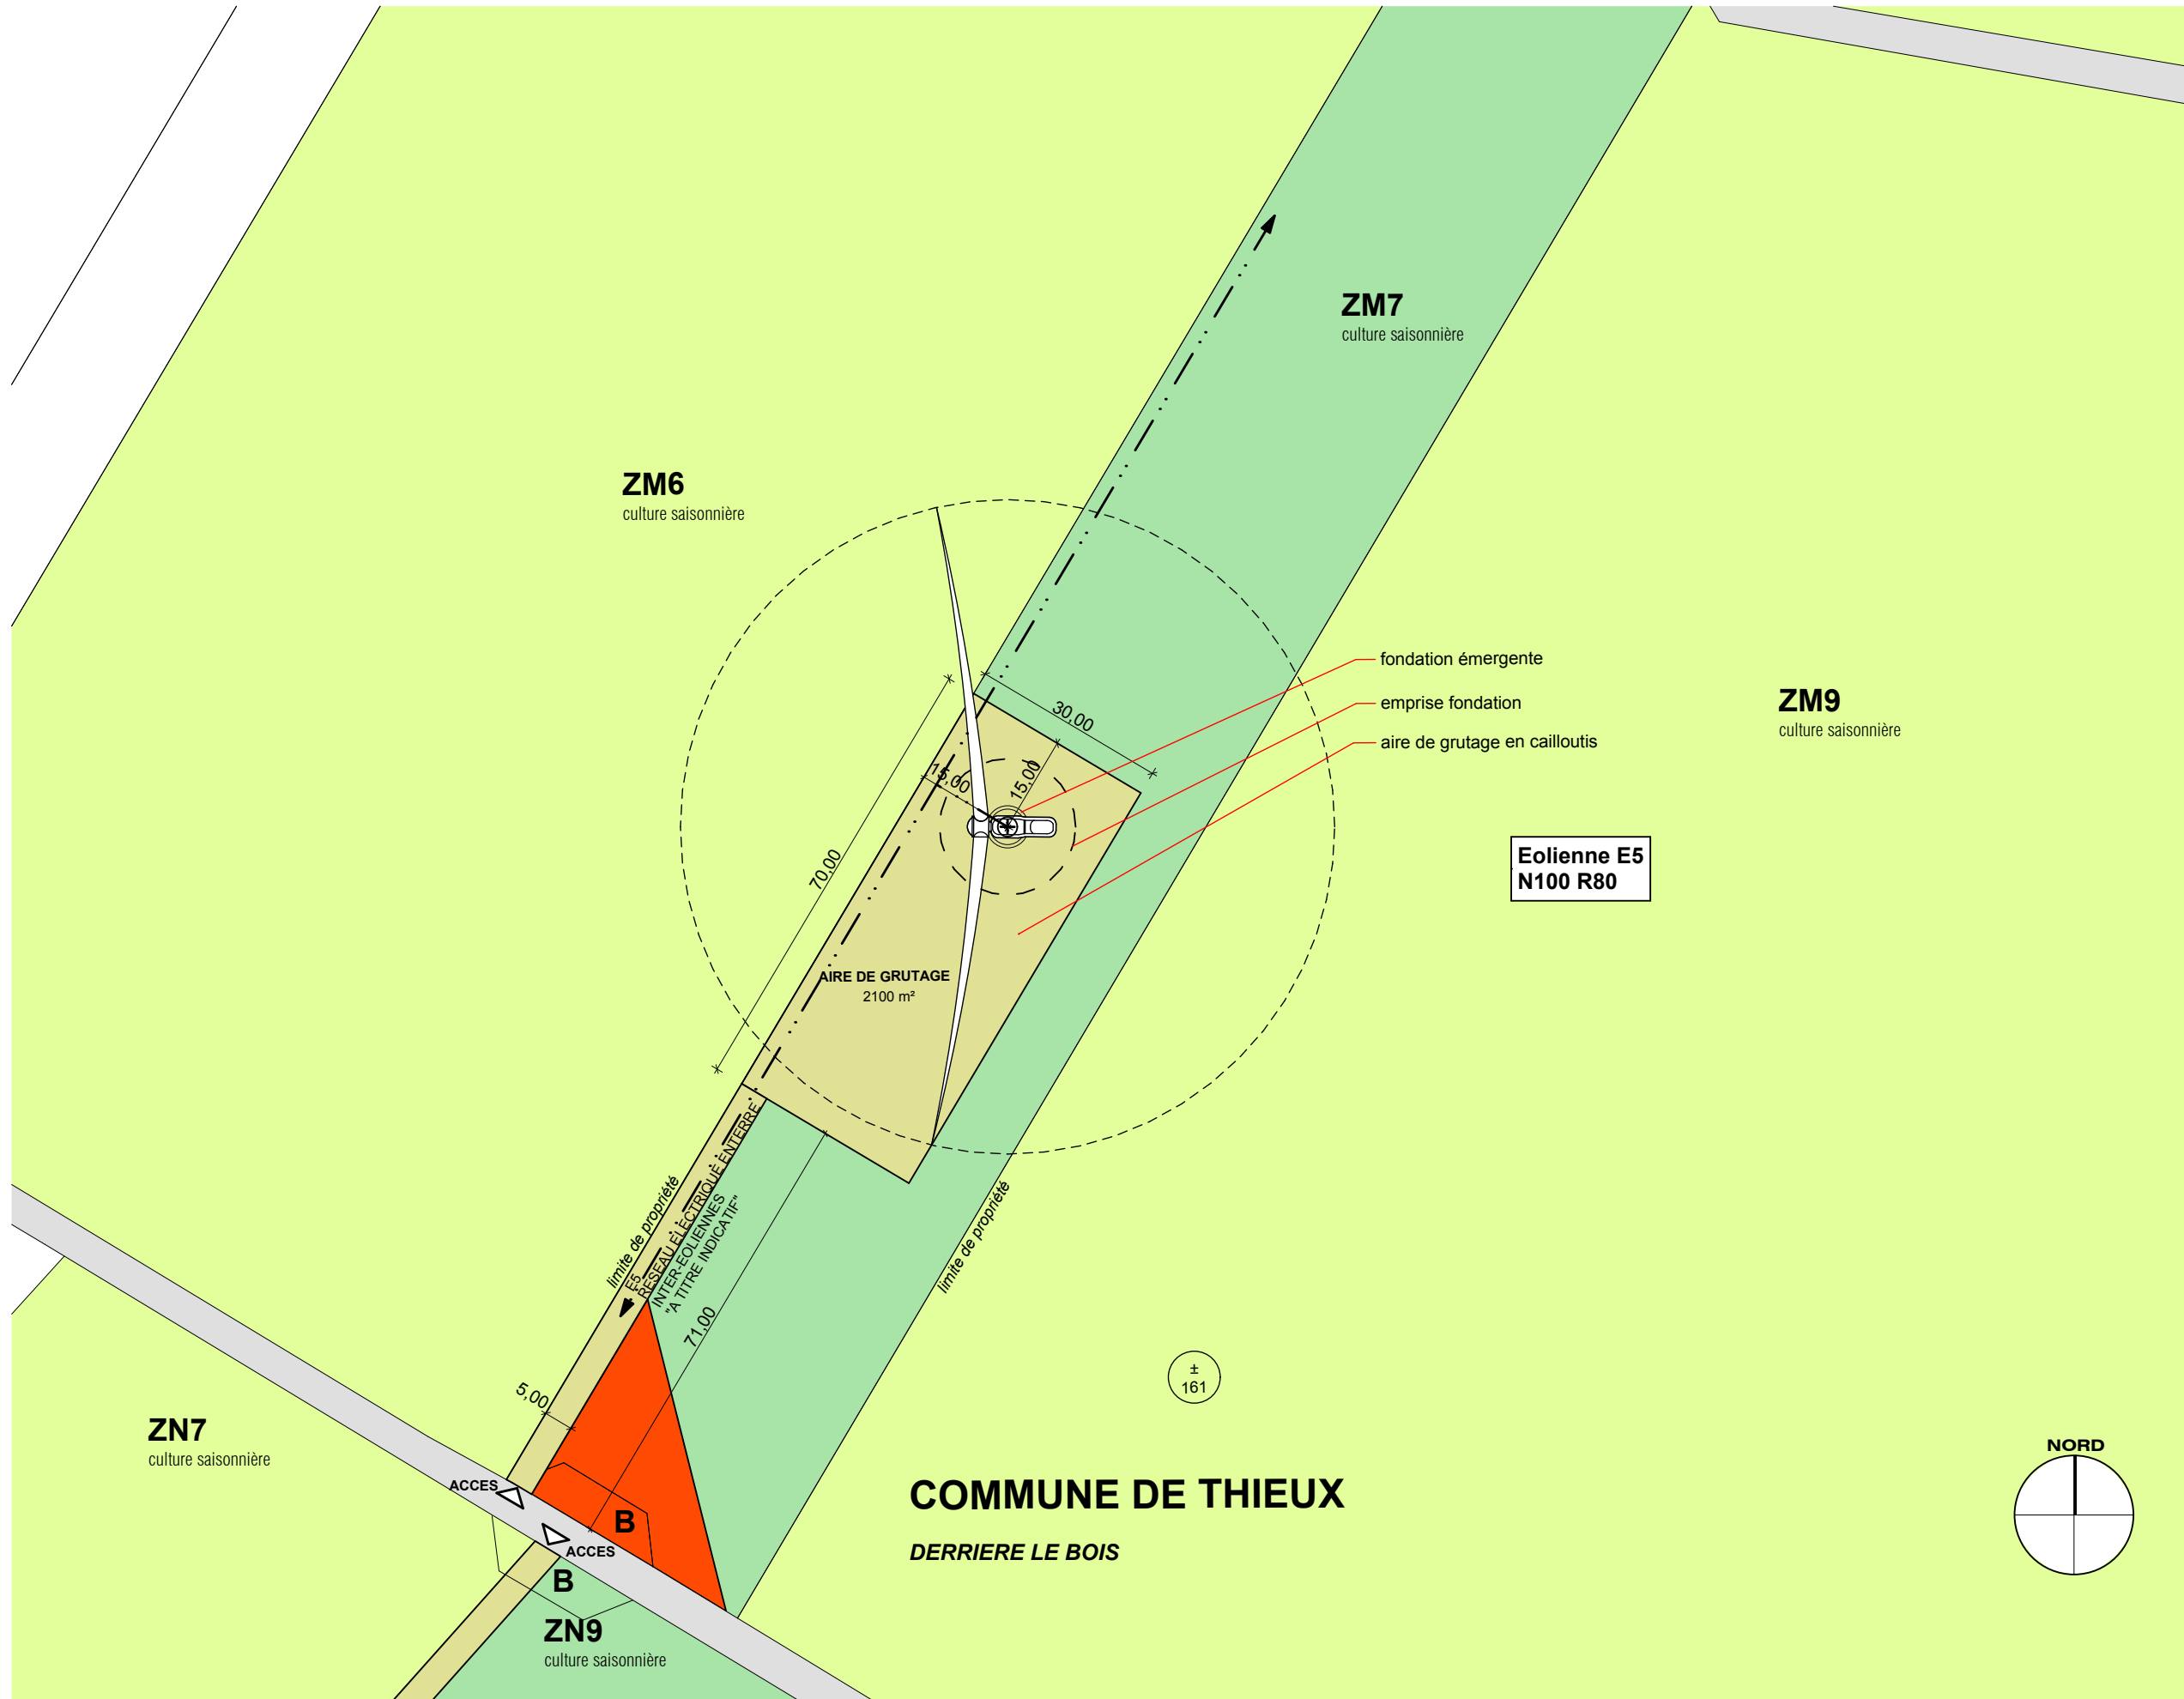 ZM7
culture saisonnière
ZM6
culture saisonnière
fondation émergente
ZM9
culture saisonnière
emprise fondation
30,00
aire de grutage en cailloutis
15,00
15,00
70,00
Eolienne E5
N100 R80
AIRE DE GRUTAGE
2100 m²
limite de propriété
E5
RESEAU ELECTRIQUE ENTERRE
INTER-EOLIENNES
"A TITRE INDICATIF"
limite de propriété
71,00
±
161
5,00
ZN7
culture saisonnière
NORD
ACCES
COMMUNE DE THIEUX
B
ACCES
DERRIERE LE BOIS
B
ZN9
culture saisonnière